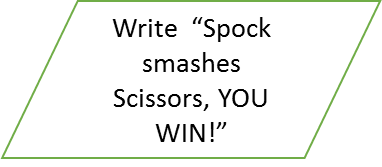 Write “Spock
smashes
Scissors, YOU
WIN!”